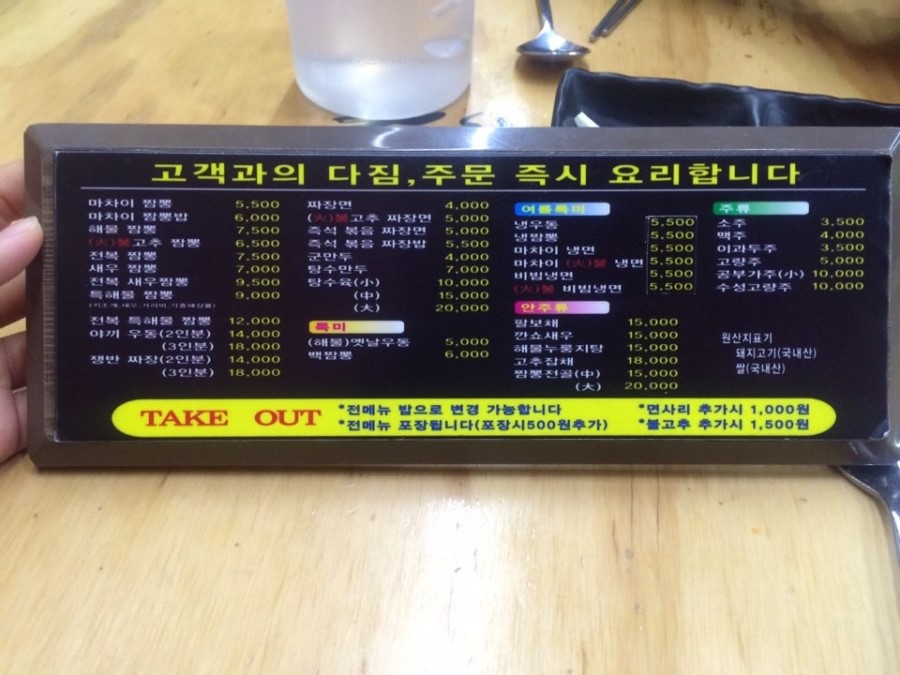 고객과의 다짐,주문 즉시 요리합니다
마차이 짬뽕 5,500
마차이 짬뽕밥 6,000
해물 짬뽕 7,500
(火)불고추 짬뽕 6,500
전복 짬뽕 7,500
새우 짬뽕 7,000
전복 새우짬뽕 9,500
특해물 짬뽕 9,000
전복 특해물 짬뽕 12,000
야끼 우동(2인분) 14,000
(3인분) 18,000
쟁반 짜장(2인분) 14,000
(3인분) 18,000
짜장면 4,000
(火)불고추 짜장면 5,000
즉석 볶음 짜장면 5,000
즉석 볶음 짜장밥 5,500
군만두 4,000
탕수만두 7,000
탕수육(小) 10,000
(中) 15,000
(大) 20,000
특미
(해물)옛날우동 5,000
백짬뽕 6,000
여름특미
냉우동 5,500
냉짬뽕 5,500
마차이 냉면 5,500
마차이 (火)불 냉면 5,500
비빔냉면 5,500
(火)불 비빔냉면 5,500
안주류
팔보채 15,000
깐쇼새우 15,000
해물누룽지탕 15,000
고추잡채 18,000
짬뽕전골(中) 15,000
(大) 20,000
주류
소주 3,500
맥주 4,000
이과두주 3,500
고량주 5,000
공부가주(小) 10,000
수성고량주 10,000
원산지표기
돼지고기(국내산)
쌀(국내산)
TAKE OUT
*전메뉴 밥으로 변경 가능합니다
*전메뉴 포장됩니다(포장시500원추가)
*면사리 추가시 1,000원
*불고추 추가시 1,500원